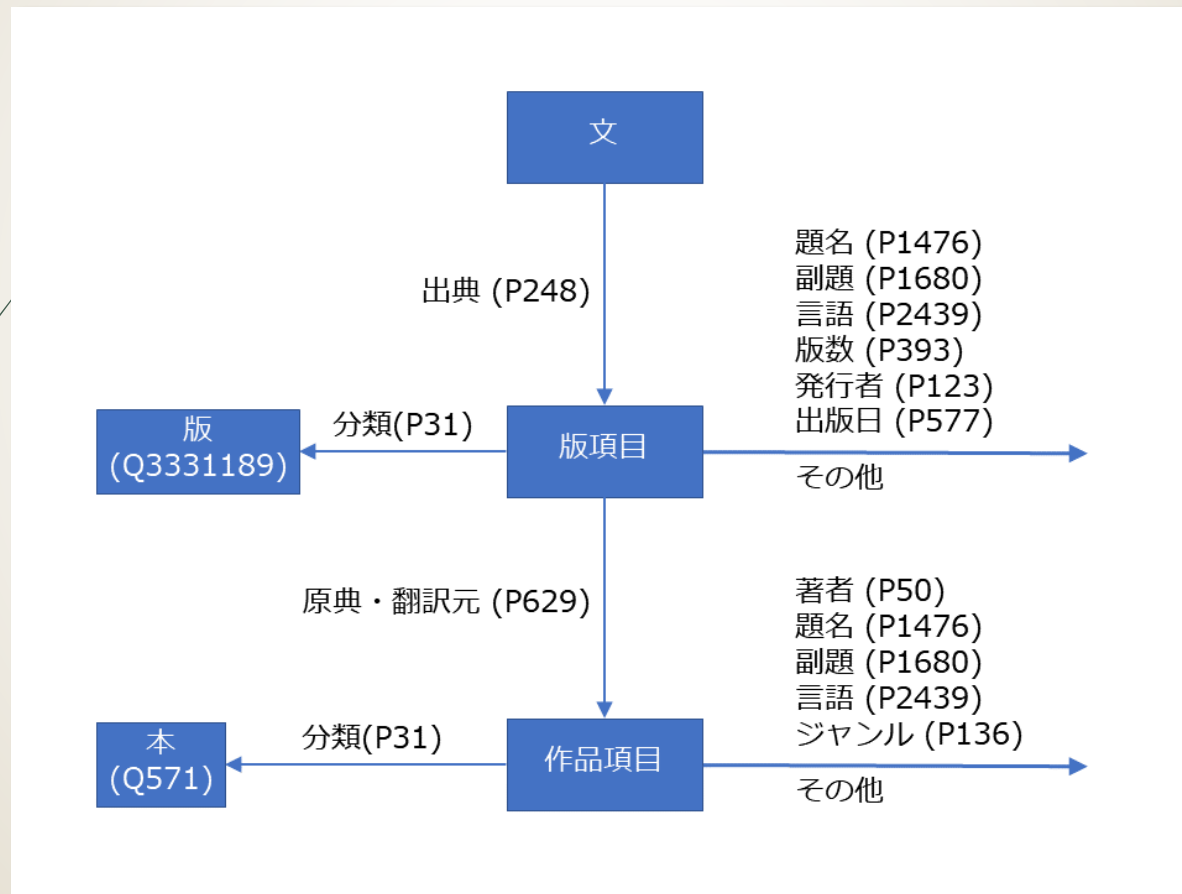 文
出典 (P248)
題名 (P1476)
副題 (P1680)
言語 (P2439)
版数 (P393)
発行者 (P123)
出版日 (P577)
その他
版
(Q3331189)
分類(P31)
版項目
原典・翻訳元 (P629)
著者 (P50)
題名 (P1476)
副題 (P1680)
言語 (P2439)
ジャンル (P136)
その他
本
(Q571)
分類(P31)
作品項目